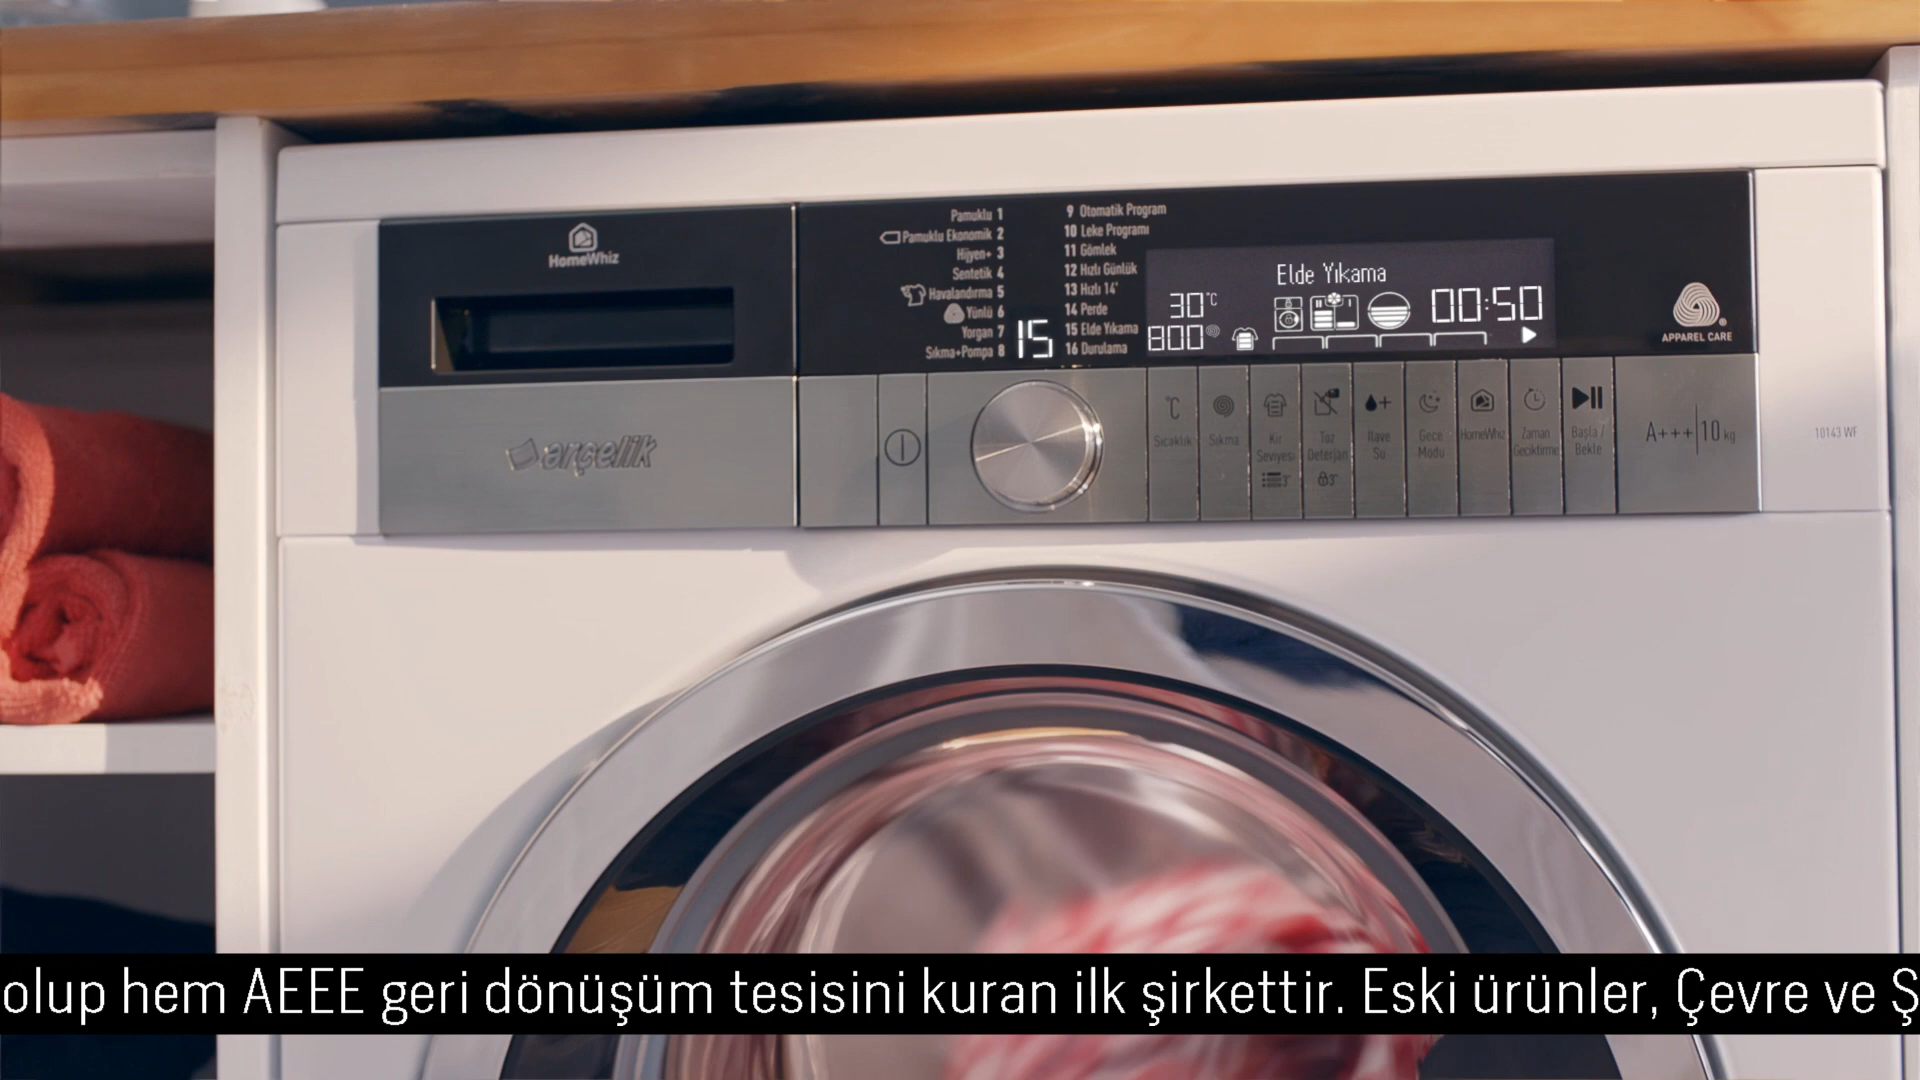 HomeWhiz
Pamuklu 1
Pamuklu Ekonomik 2
Hijyen+ 3
Sentetik 4
Havalandırma 5
Yünlü 6
Yorgan 7
Sıkma+Pompa 8
15
9 Otomatik Program
10 Leke Programı
11 Gömlek
12 Hızlı Günlük
13 Hızlı 14'
14 Perde
15 Elde Yıkama
16 Durulama
Elde Yıkama
30°C
800
00:50
APPAREL CARE
arçelik
°C
Sıcaklık
Sıkma
Kir
Seviyesi
3"
Toz
Deterjan
3"
İlave
Su
Gece
Modu
HomeWhiz
Zaman
Geciktirme
Başla /
Bekle
A+++ 10 kg
10143 WF
olup hem AEEE geri dönüşüm tesisini kuran ilk şirkettir. Eski ürünler, Çevre ve Ş